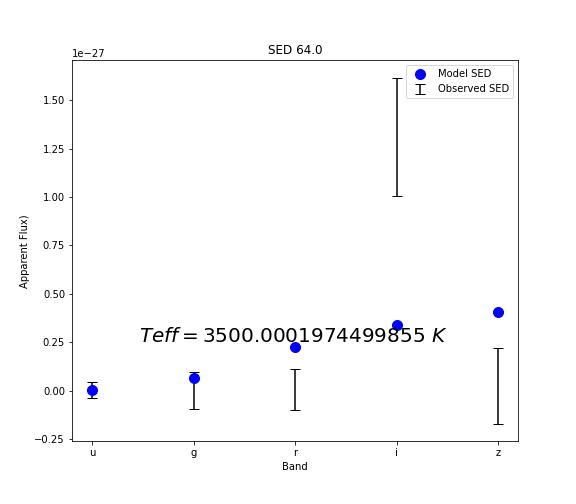 SED 64.0
1e−27
Model SED
Observed SED
1.50
1.25
1.00
0.75
0.50
0.25
0.00
−0.25
Apparent Flux)
Teff = 3500.0001974499855 K
u g r i z
Band